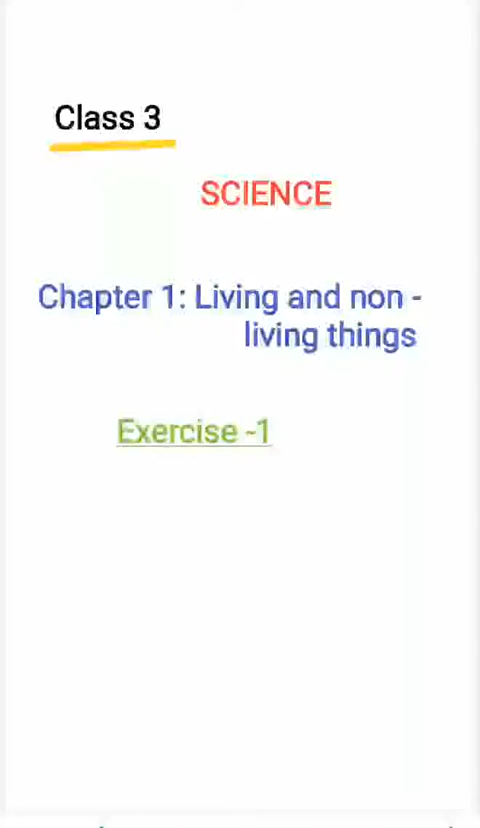 Class 3
SCIENCE
Chapter 1: Living and non -
living things
Exercise -1